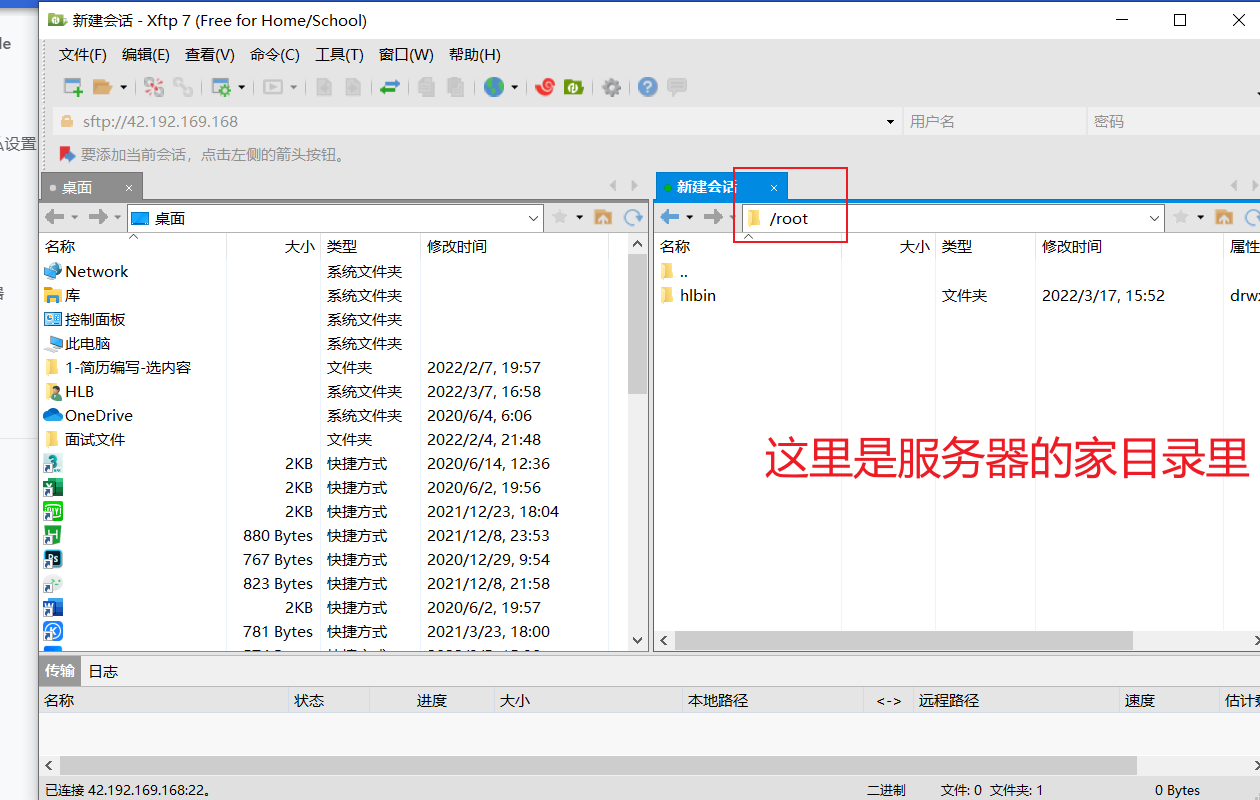 新建会话 - Xftp 7 (Free for Home/School)
文件(F) 编辑(E) 查看(V) 命令(C) 工具(T) 窗口(W) 帮助(H)
sftp://42.192.169.168 用户名 密码
要添加当前会话，点击左侧的箭头按钮。
设置
桌面 ×
新建会话 ×
桌面
/root
名称 大小 类型 修改时间
Network 系统文件夹
库 系统文件夹
控制面板 系统文件夹
此电脑 系统文件夹
1-简历编写-选内容 文件夹 2022/2/7, 19:57
HLB 系统文件夹 2022/3/7, 16:58
OneDrive 系统文件夹 2020/6/4, 6:06
面试文件 文件夹 2022/2/4, 21:48
2KB 快捷方式 2020/6/14, 12:36
2KB 快捷方式 2020/6/2, 19:56
2KB 快捷方式 2021/12/23, 18:04
880 Bytes 快捷方式 2021/12/8, 23:53
767 Bytes 快捷方式 2020/12/29, 9:54
823 Bytes 快捷方式 2021/12/8, 21:58
2KB 快捷方式 2020/6/2, 19:57
781 Bytes 快捷方式 2021/3/23, 18:00
名称 大小 类型 修改时间 属性
..
hlbin 文件夹 2022/3/17, 15:52 drwx
这里是服务器的家目录里
传输 日志
名称 状态 进度 大小 本地路径 <-> 远程路径 速度 估计
已连接 42.192.169.168:22。 二进制 文件: 0 文件夹: 1 0 Bytes